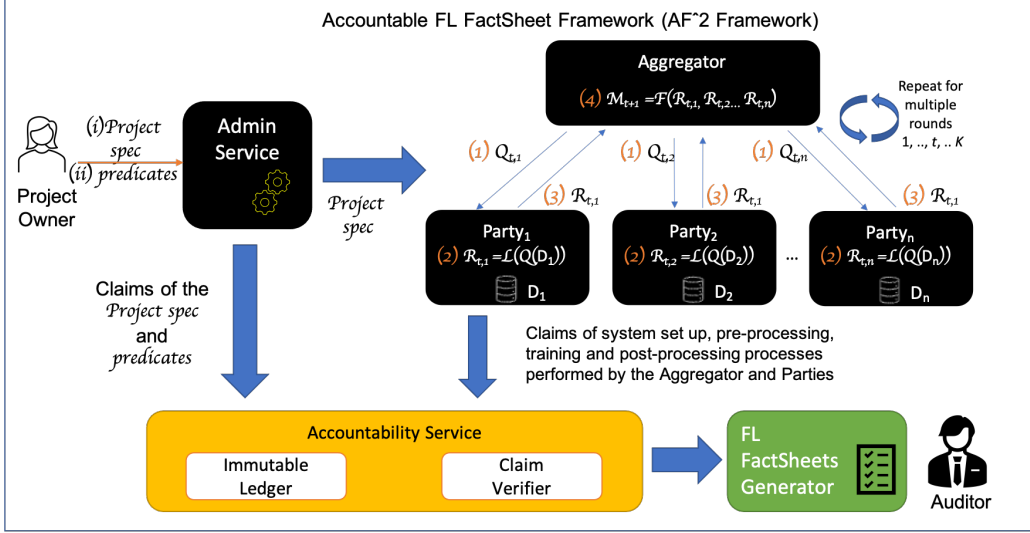 Accountable FL FactSheet Framework (AF^2 Framework)
Aggregator
(4) M_{t+1} =F(R_{t,1}, R_{t,2}... R_{t,n})
Repeat for
multiple
rounds
1, .., t, .. K
(i)Project
spec
(ii) predicates
Project
Owner
Admin
Service
Project
spec
(1) Q_{t,1}
(1) Q_{t,2}
(1) Q_{t,n}
(3) R_{t,1}
(3) R_{t,1}
(3) R_{t,1}
Party_1
(2) R_{t,1} =L(Q(D_1))
D_1
Party_2
(2) R_{t,2} =L(Q(D_2))
D_2
...
Party_n
(2) R_{t,n} =L(Q(D_n))
D_n
Claims of the
Project spec
and
predicates
Claims of system set up, pre-processing,
training and post-processing processes
performed by the Aggregator and Parties
Accountability Service
Immutable
Ledger
Claim
Verifier
FL
FactSheets
Generator
Auditor